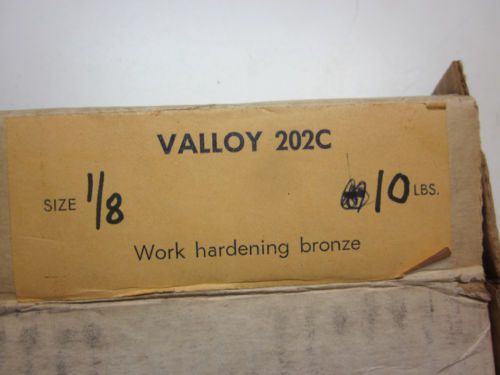 VALLOY 202C
SIZE 1/8 10 LBS.
Work hardening bronze